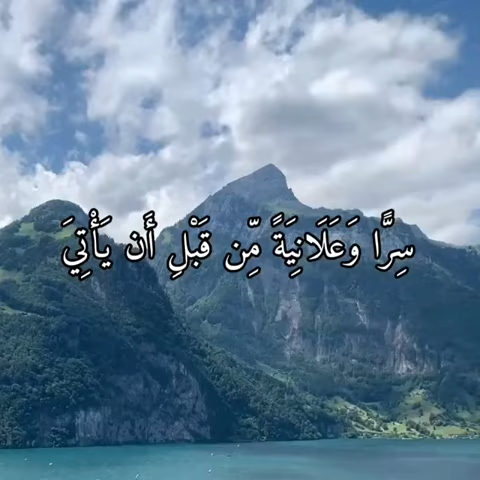 سِرًّا وَعَلَانِيَةً مِّن قَبْلِ أَن يَأْتِيَ